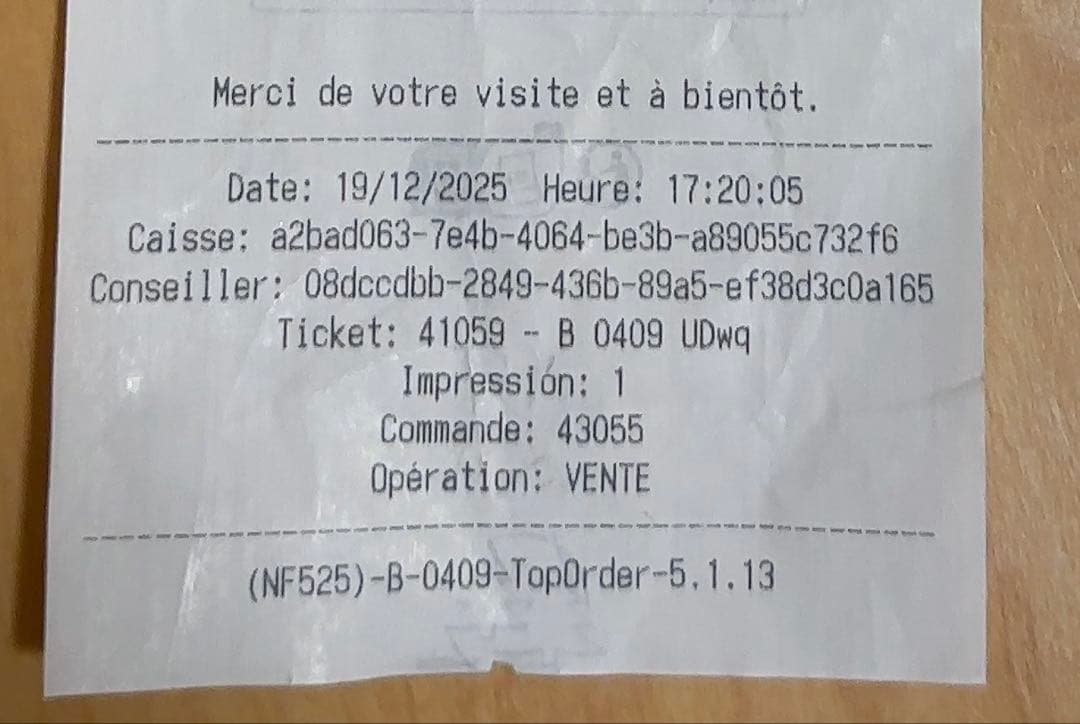 Merci de votre visite et à bientôt.
Date: 19/12/2025 Heure: 17:20:05
Caisse: a2bad063-7e4b-4064-be3b-a89055c732f6
Conseiller: 08dccdbb-2849-436b-89a5-ef38d3c0a165
Ticket: 41059 - B 0409 UDwq
Impression: 1
Commande: 43055
Opération: VENTE
(NF525)-B-0409-TopOrder-5.1.13